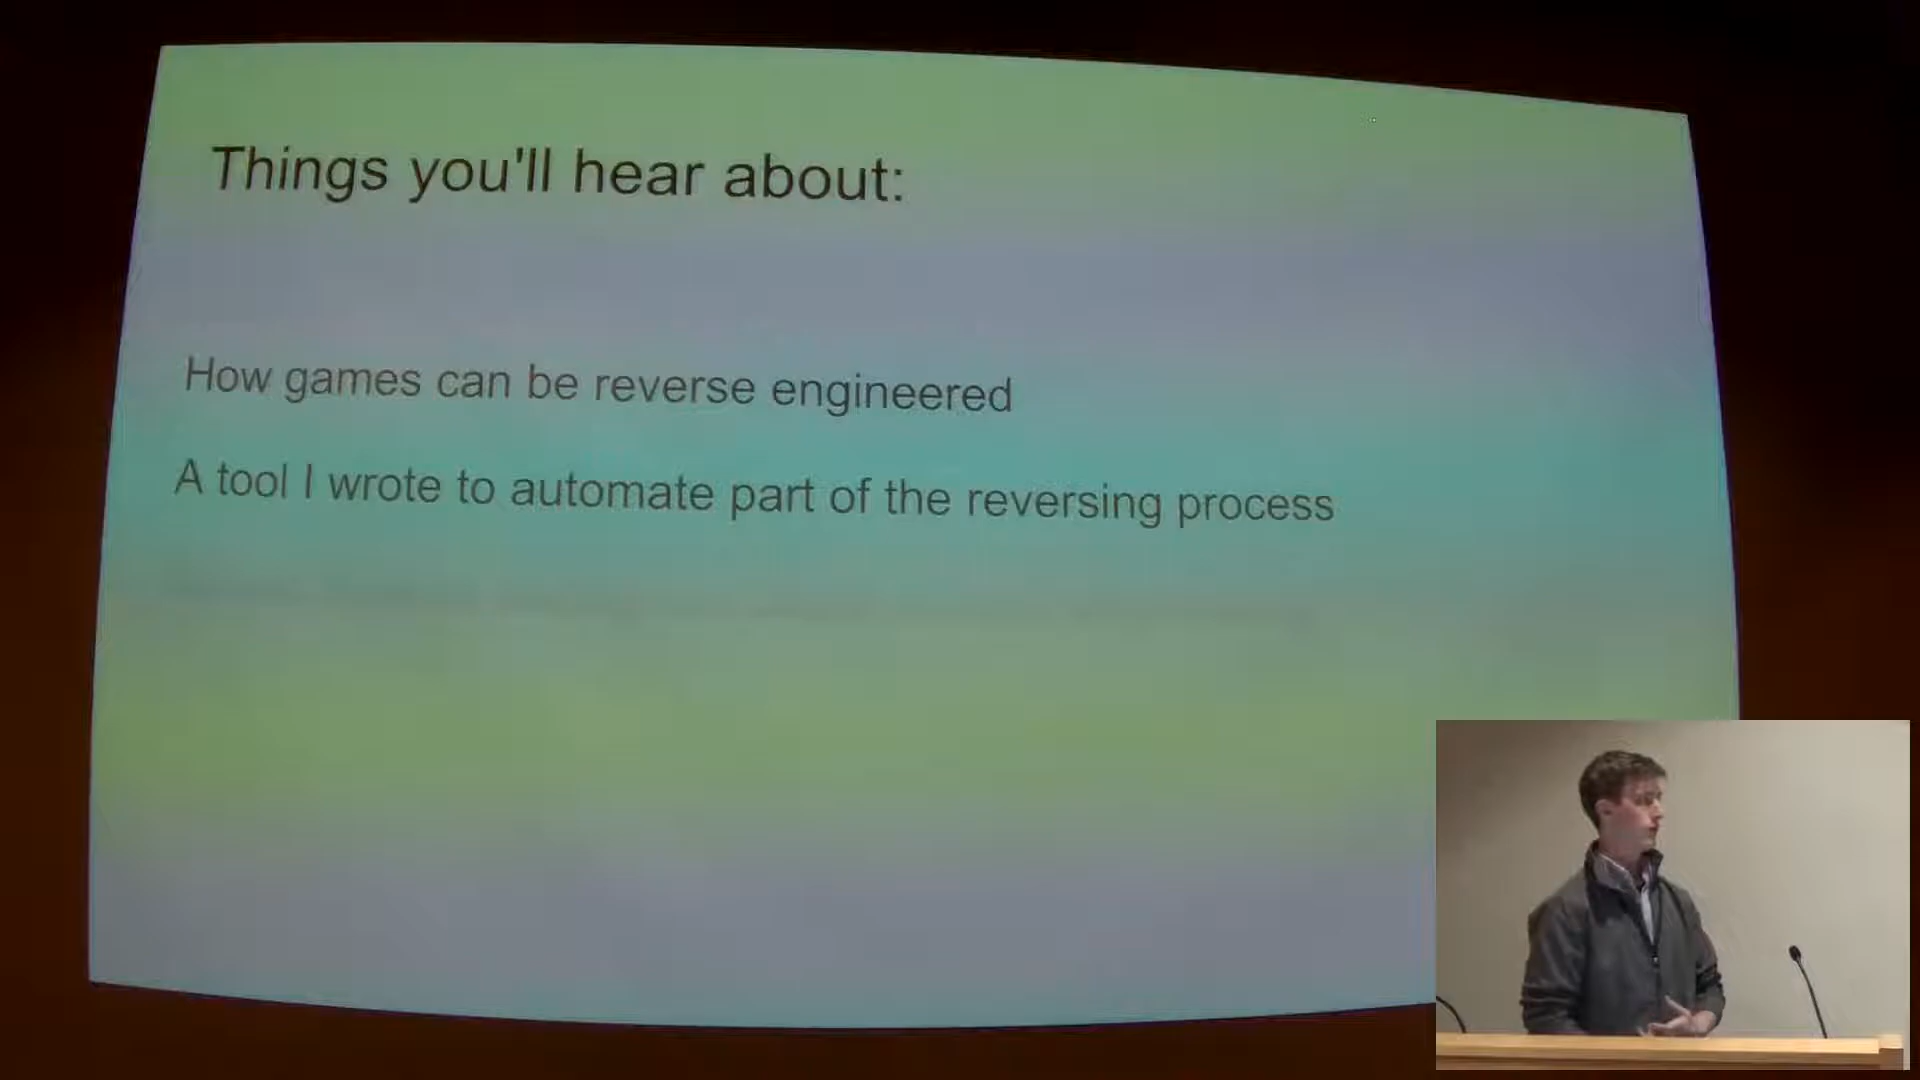 Things you'll hear about:
How games can be reverse engineered
A tool I wrote to automate part of the reversing process